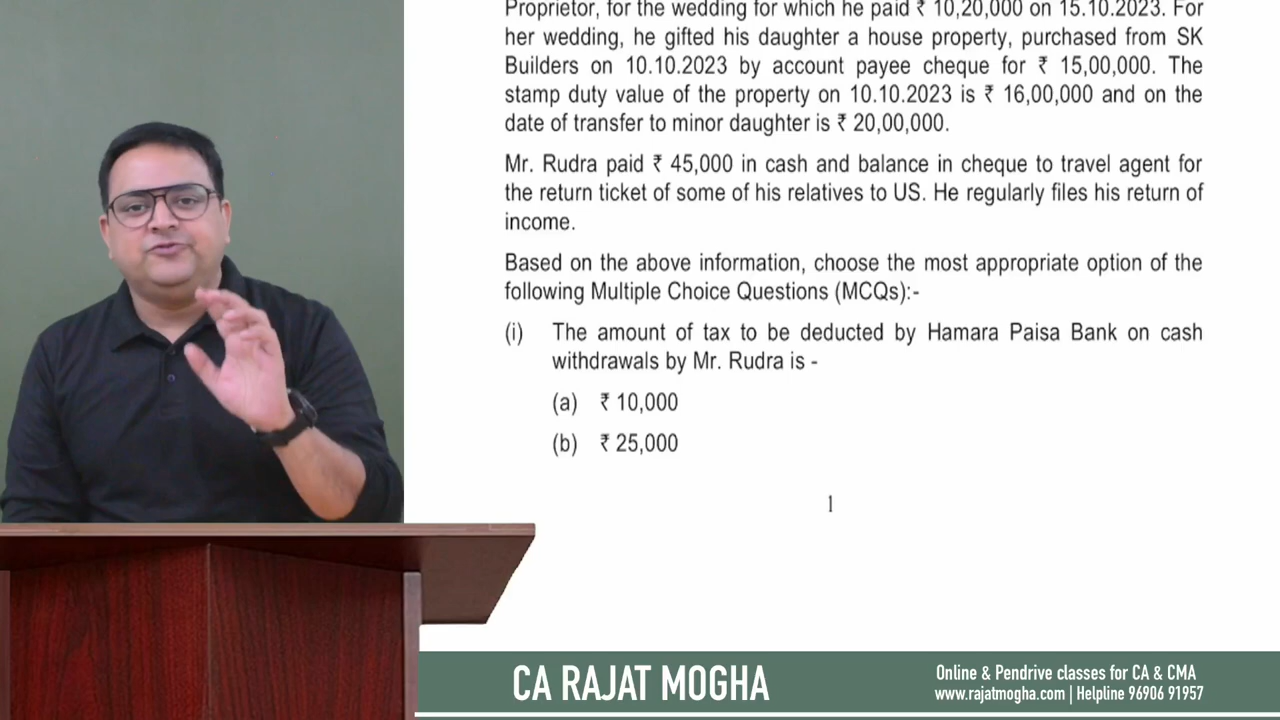 Proprietor, for the wedding for which he paid ₹ 10,20,000 on 15.10.2023. For
her wedding, he gifted his daughter a house property, purchased from SK
Builders on 10.10.2023 by account payee cheque for ₹ 15,00,000. The
stamp duty value of the property on 10.10.2023 is ₹ 16,00,000 and on the
date of transfer to minor daughter is ₹ 20,00,000.
Mr. Rudra paid ₹ 45,000 in cash and balance in cheque to travel agent for
the return ticket of some of his relatives to US. He regularly files his return of
income.
Based on the above information, choose the most appropriate option of the
following Multiple Choice Questions (MCQs):-
(i) The amount of tax to be deducted by Hamara Paisa Bank on cash
withdrawals by Mr. Rudra is -
(a) ₹ 10,000
(b) ₹ 25,000
1
CA RAJAT MOGHA
Online & Pendrive classes for CA & CMA
www.rajatmogha.com | Helpline 96906 91957